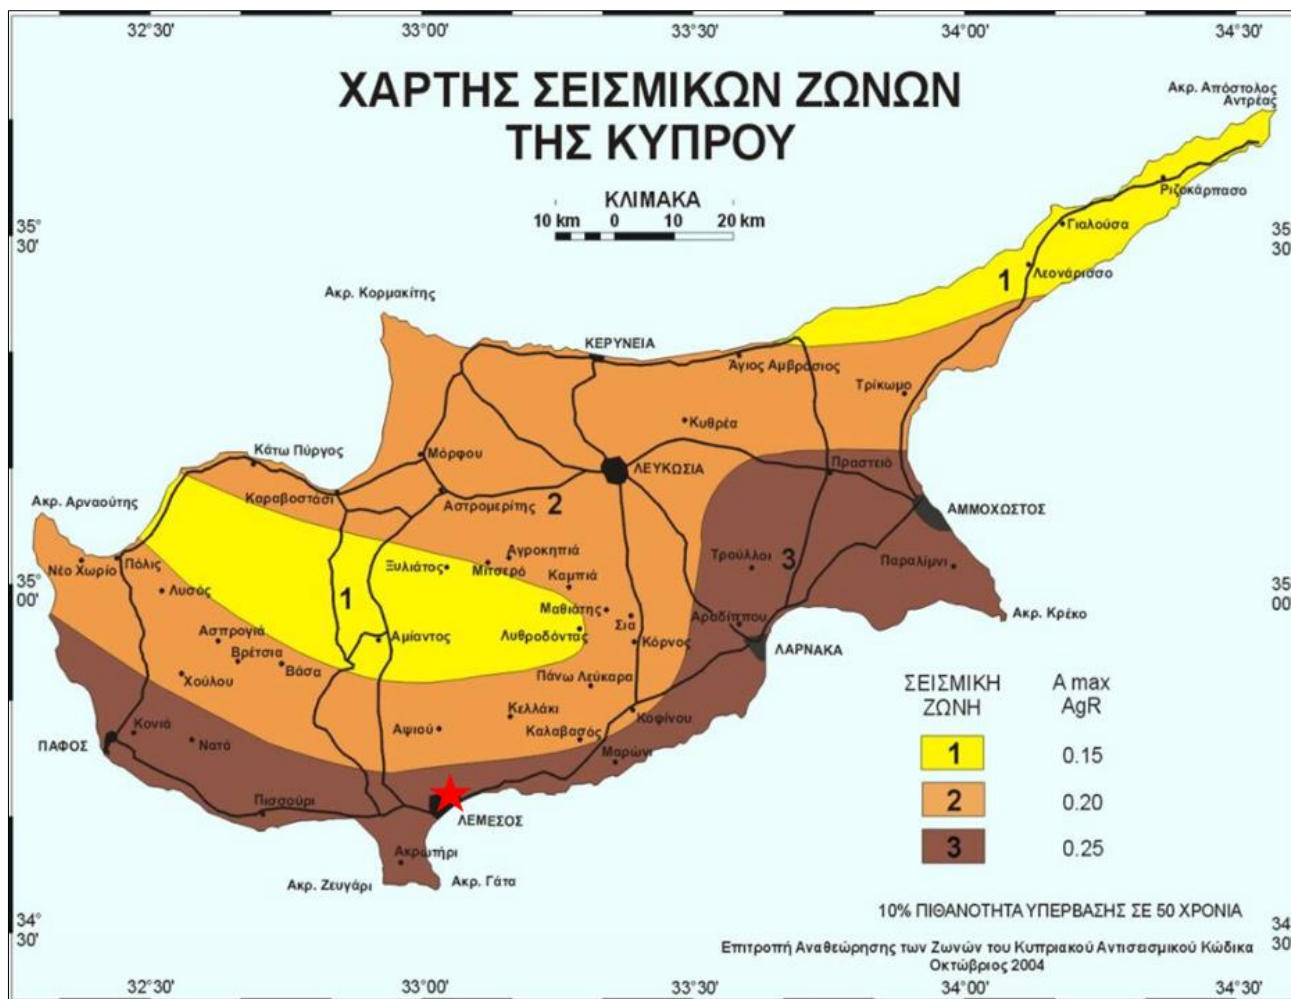 32°30' 33°00' 33°30' 34°00' 34°30'
ΧΑΡΤΗΣ ΣΕΙΣΜΙΚΩΝ ΖΩΝΩΝ
ΤΗΣ ΚΥΠΡΟΥ
Ακρ. Απόστολος
Αντρέας
ΚΛΙΜΑΚΑ
10 km 0 10 20 km
Ριζοκάρπασο
35°
30'
35
30
Γιαλούσα
Λεονάρισσο
1
Ακρ. Κορμακίτης
ΚΕΡΥΝΕΙΑ
Άγιος Αμβρόσιος
Τρίκωμο
Κυθρέα
Κάτω Πύργος
Μόρφου
ΛΕΥΚΩΣΙΑ
Πραστειό
Ακρ. Αρναούτης
Καραβοστάσι
Αστρομερίτης
2
ΑΜΜΟΧΩΣΤΟΣ
Αγροκηπιά
Τρούλλοι
3
Παραλίμνι
Νέο Χωρίο
Πόλις
Ξυλιάτος
Μιτσερό
Καμπιά
35°
00'
35
00
Λυσός
1
Μαθιάτης
Σια
Αραδίππου
Ακρ. Κρέκο
Ασπρογιά
Αμίαντος
Λυθροδόντας
Κόρνος
ΛΑΡΝΑΚΑ
Βρέτσια
Βάσα
Χούλου
Πάνω Λεύκαρα
ΣΕΙΣΜΙΚΗ
ΖΩΝΗ
A max
AgR
Κελλάκι
Κοφίνου
Κονιά
Αψιού
Καλαβασός
ΠΑΦΟΣ
Νατά
Μαρώνι
1 0.15
2 0.20
3 0.25
Πισσούρι
ΛΕΜΕΣΟΣ
Ακρωτήρι
Ακρ. Ζευγάρι
Ακρ. Γάτα
10% ΠΙΘΑΝΟΤΗΤΑ ΥΠΕΡΒΑΣΗΣ ΣΕ 50 ΧΡΟΝΙΑ
34°
30'
34
30
Επιτροπή Αναθεώρησης των Ζωνών του Κυπριακού Αντισεισμικού Κώδικα
Οκτώβριος 2004
32°30' 33°00' 33°30' 34°00' 34°30'